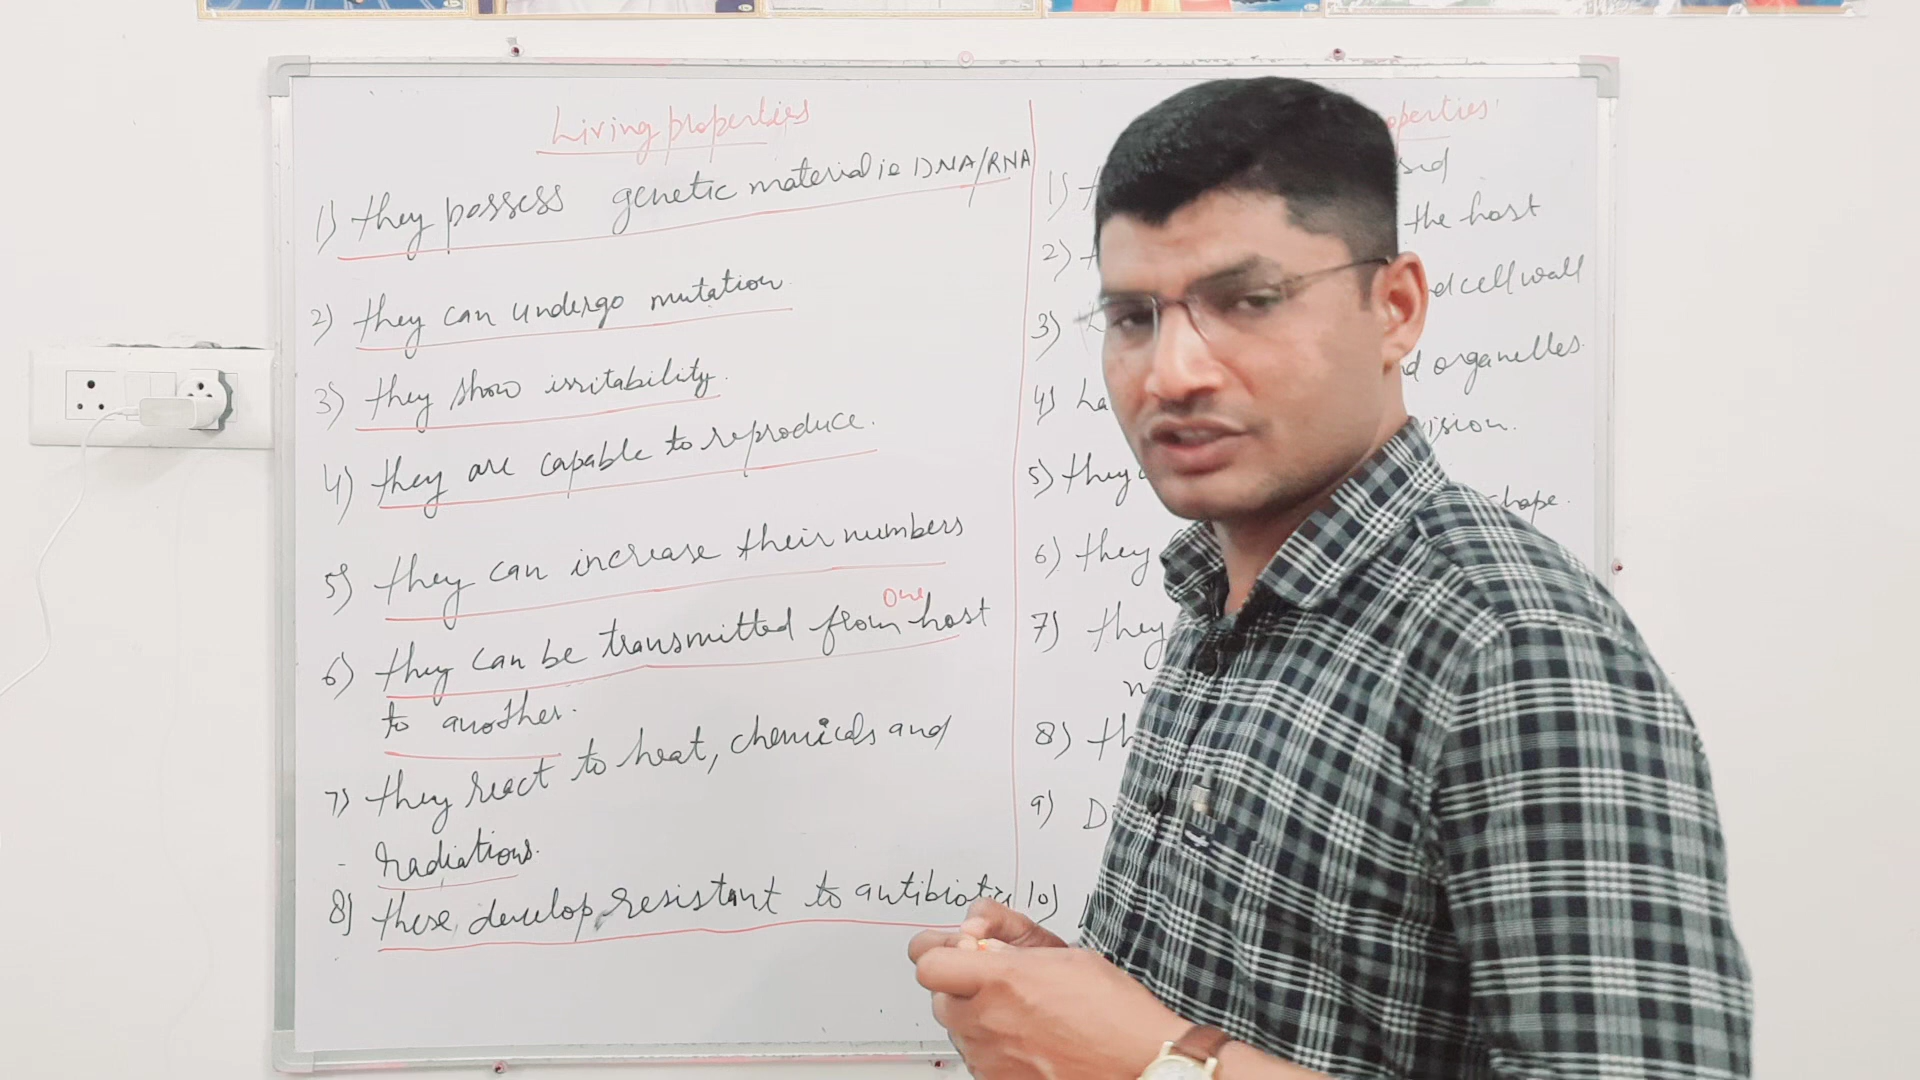 Living properties
1) they possess genetic material ie DNA/RNA
2) they can undergo mutation.
3) they show irritability.
4) they are capable to reproduce.
5) they can increase their numbers
6) they can be transmitted from one host
to another.
7) they react to heat, chemicals and
- Radiations.
8) these, develop resistant to antibiotics
operties
1)
2) the host
3) cell wall
4) organelles.
5) they vision.
6) they shape.
7) they
8)
9)
10)